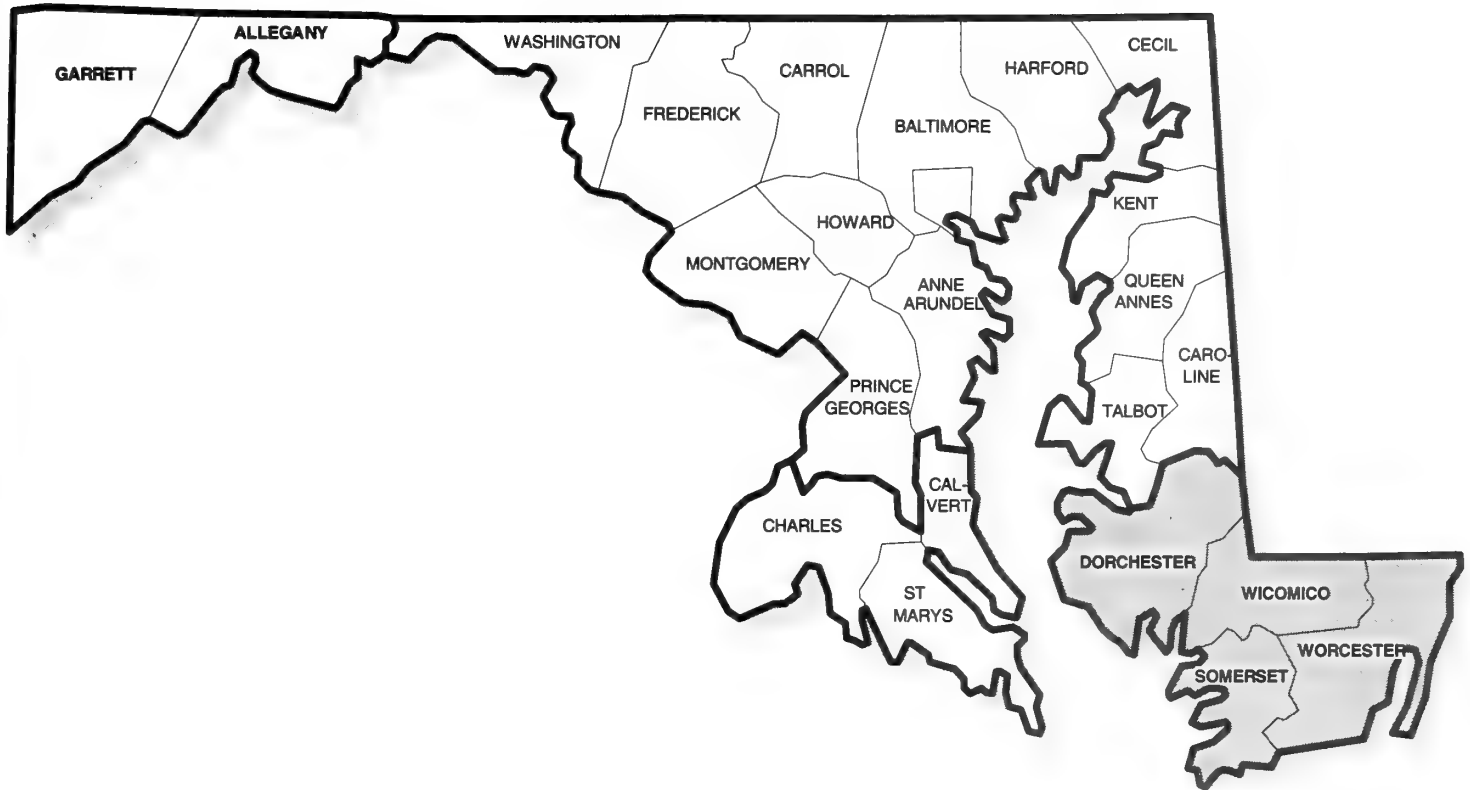 GARRETT
ALLEGANY
WASHINGTON
FREDERICK
CARROL
BALTIMORE
HARFORD
CECIL
KENT
HOWARD
MONTGOMERY
ANNE
ARUNDEL
QUEEN
ANNES
CARO-
LINE
PRINCE
GEORGES
TALBOT
CAL-
VERT
CHARLES
ST
MARYS
DORCHESTER
WICOMICO
WORCESTER
SOMERSET